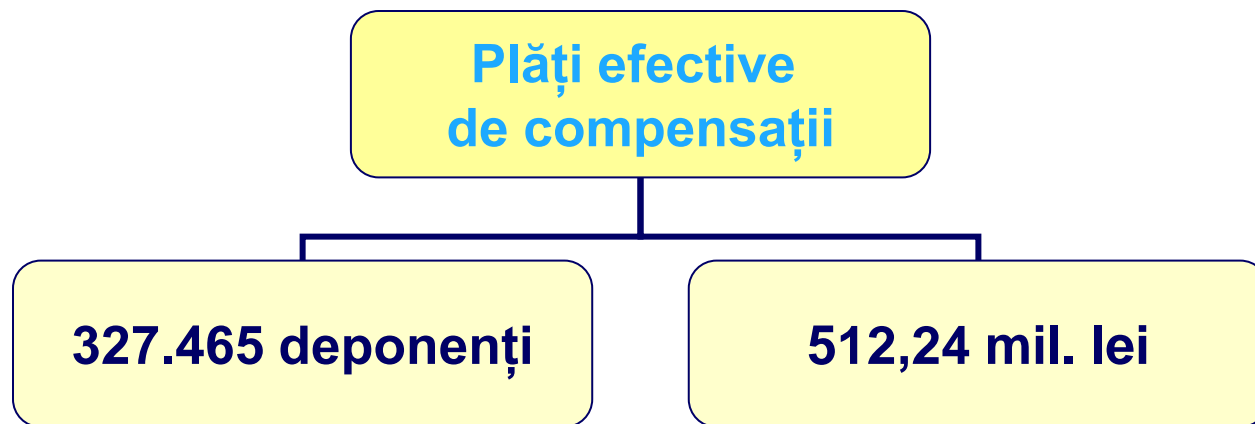 Plăți efective
de compensații
327.465 deponenți
512,24 mil. lei